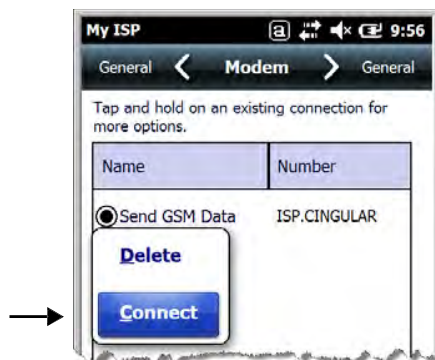 My ISP a 9:56
General Modem General
Tap and hold on an existing connection for
more options.
Name Number
Send GSM Data ISP.CINGULAR
Delete
Connect